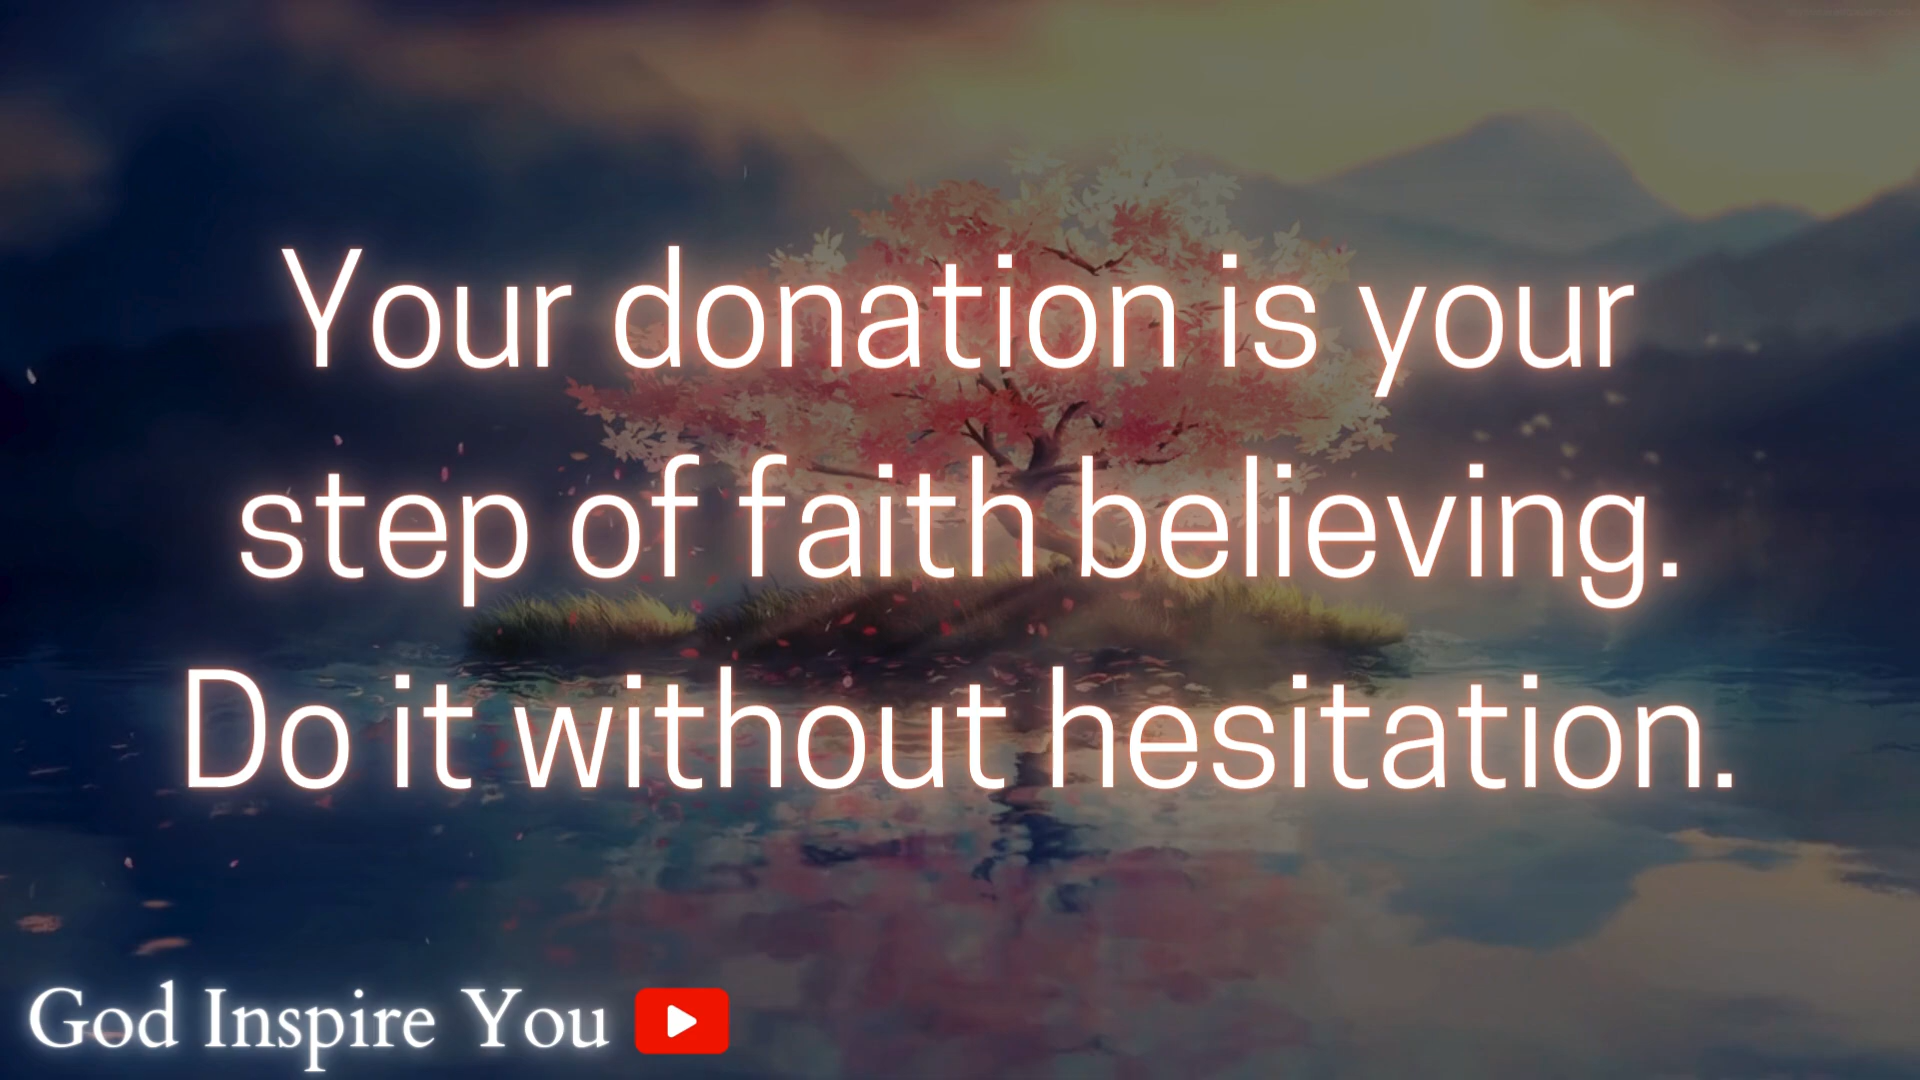 Your donation is your
step of faith believing.
Do it without hesitation.
God Inspire You